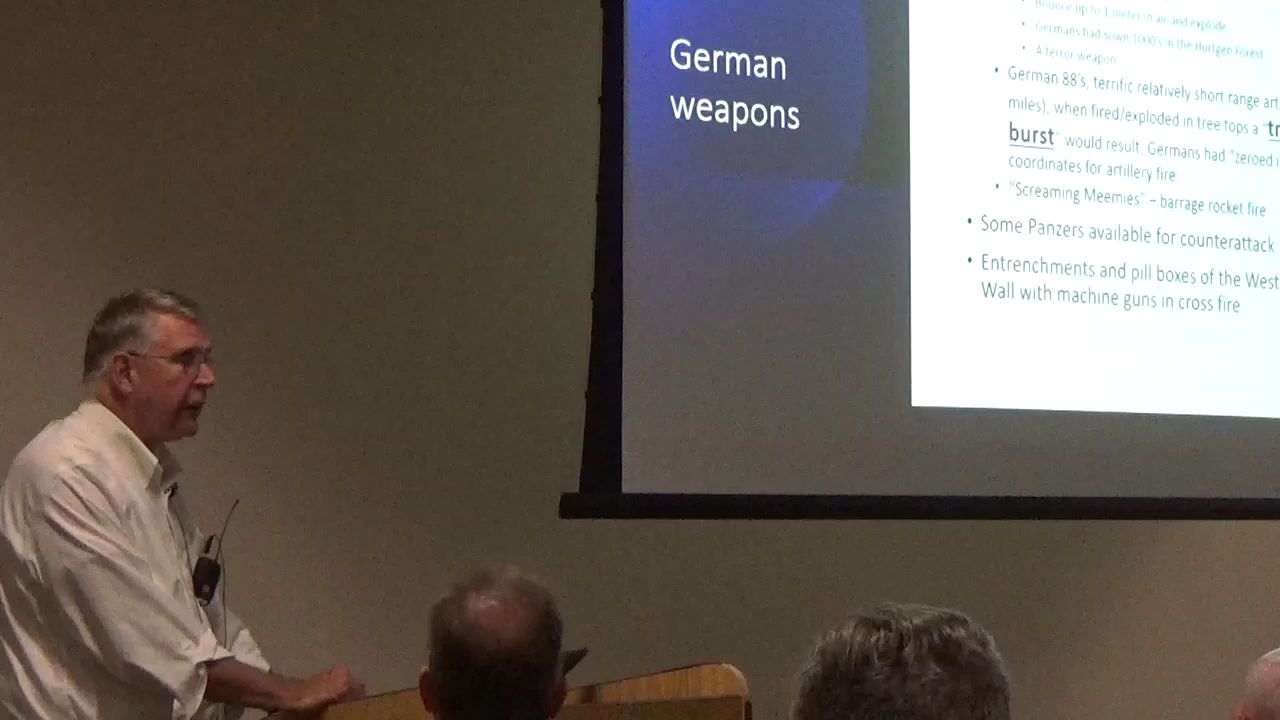 German
weapons
Bounce up to 1 meter in air and explode
Germans had sown 1000's in the Hurtgen Forest
A terror weapon
German 88's, terrific relatively short range art
miles), when fired/exploded in tree tops a "tr
burst" would result, Germans had "zeroed i
coordinates for artillery fire
"Screaming Meemies" – barrage rocket fire
Some Panzers available for counterattack
Entrenchments and pill boxes of the West
Wall with machine guns in cross fire